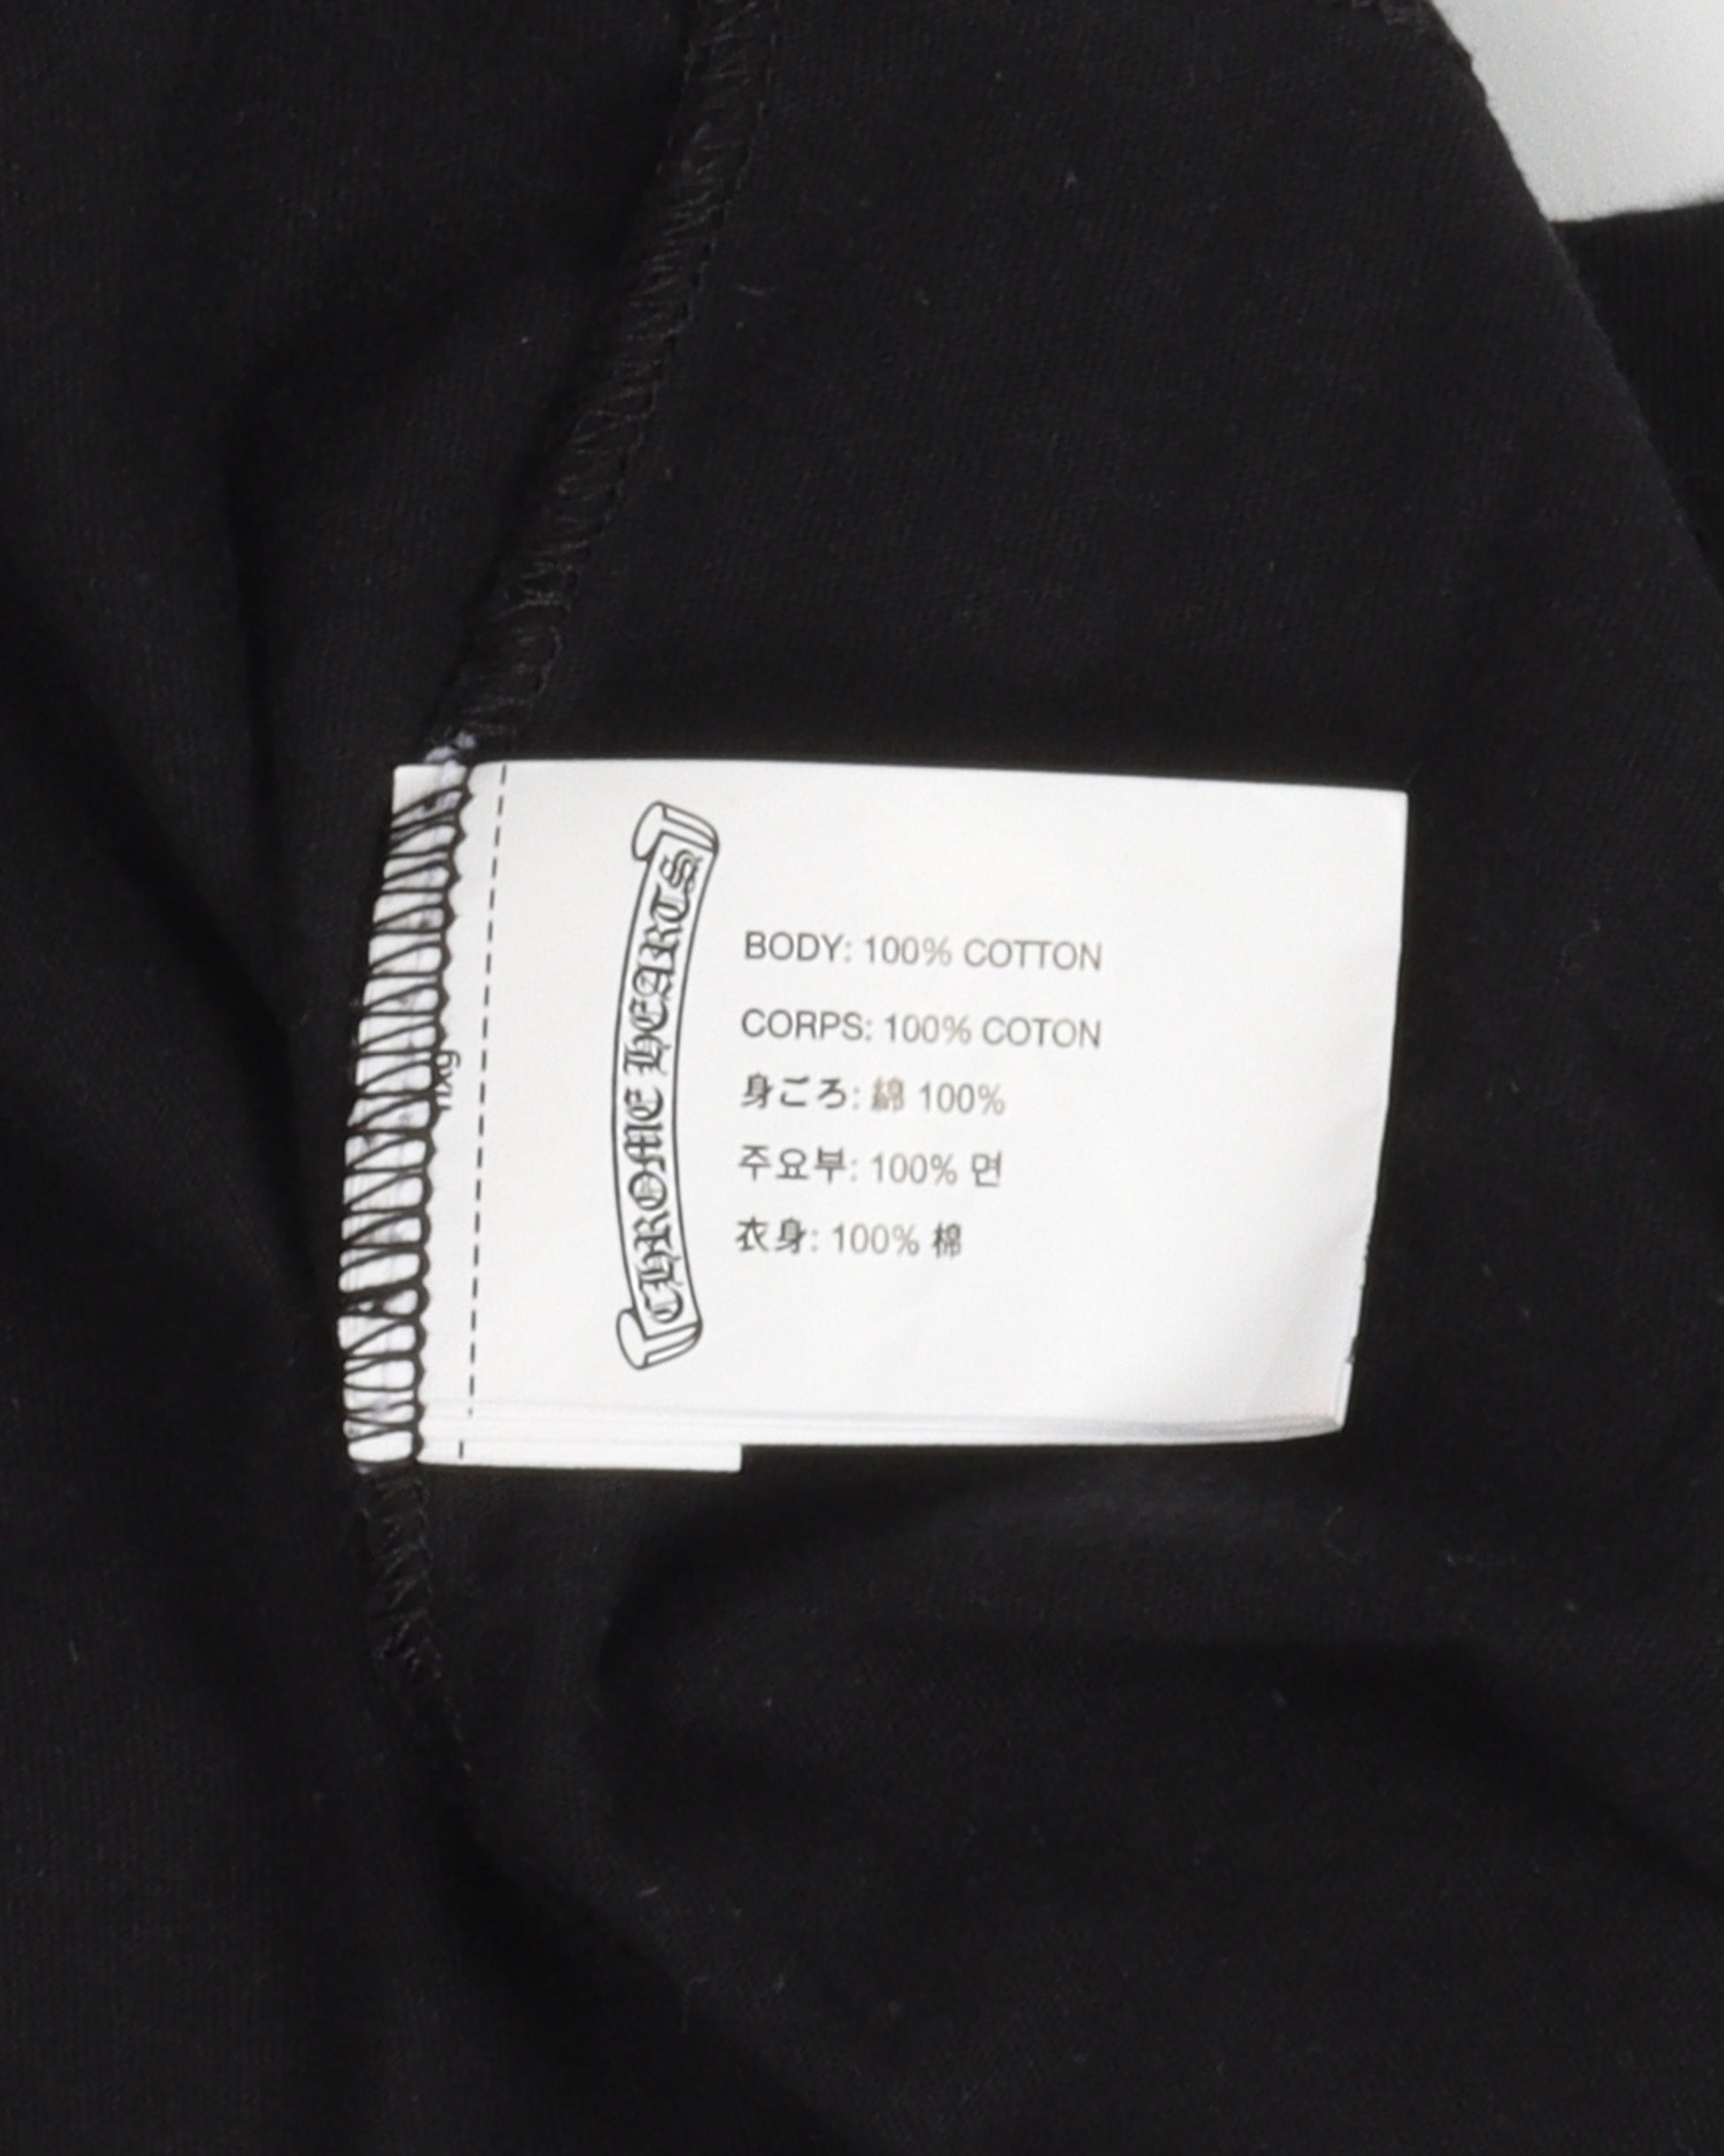 CHROME HEARTS
BODY: 100% COTTON
CORPS: 100% COTON
身ごろ: 綿 100%
주요부: 100% 면
衣身: 100% 棉